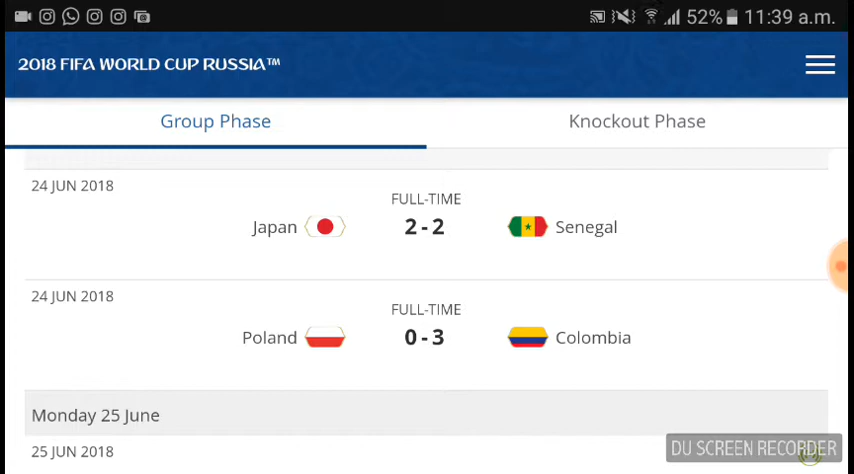 52% 11:39 a.m.
2018 FIFA WORLD CUP RUSSIA™
Group Phase Knockout Phase
24 JUN 2018
FULL-TIME
Japan 2 - 2 Senegal
24 JUN 2018
FULL-TIME
Poland 0 - 3 Colombia
Monday 25 June
25 JUN 2018
DU SCREEN RECORDER